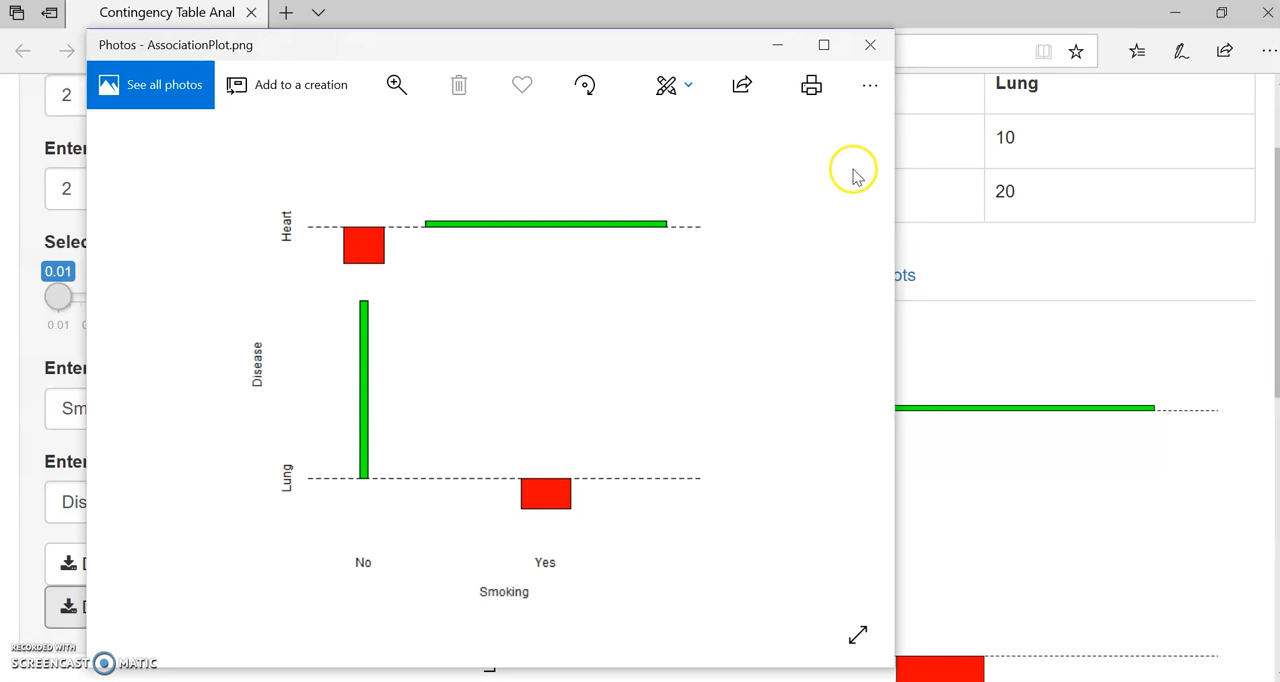 Contingency Table Anal
Photos - AssociationPlot.png
See all photos
Add to a creation
2
Enter
2
Selec
0.01
0.01
Enter
Sm
Enter
Dis
Lung
10
20
ots
Heart
Disease
Lung
No
Yes
Smoking
RECORDED WITH
SCREENCAST MATIC